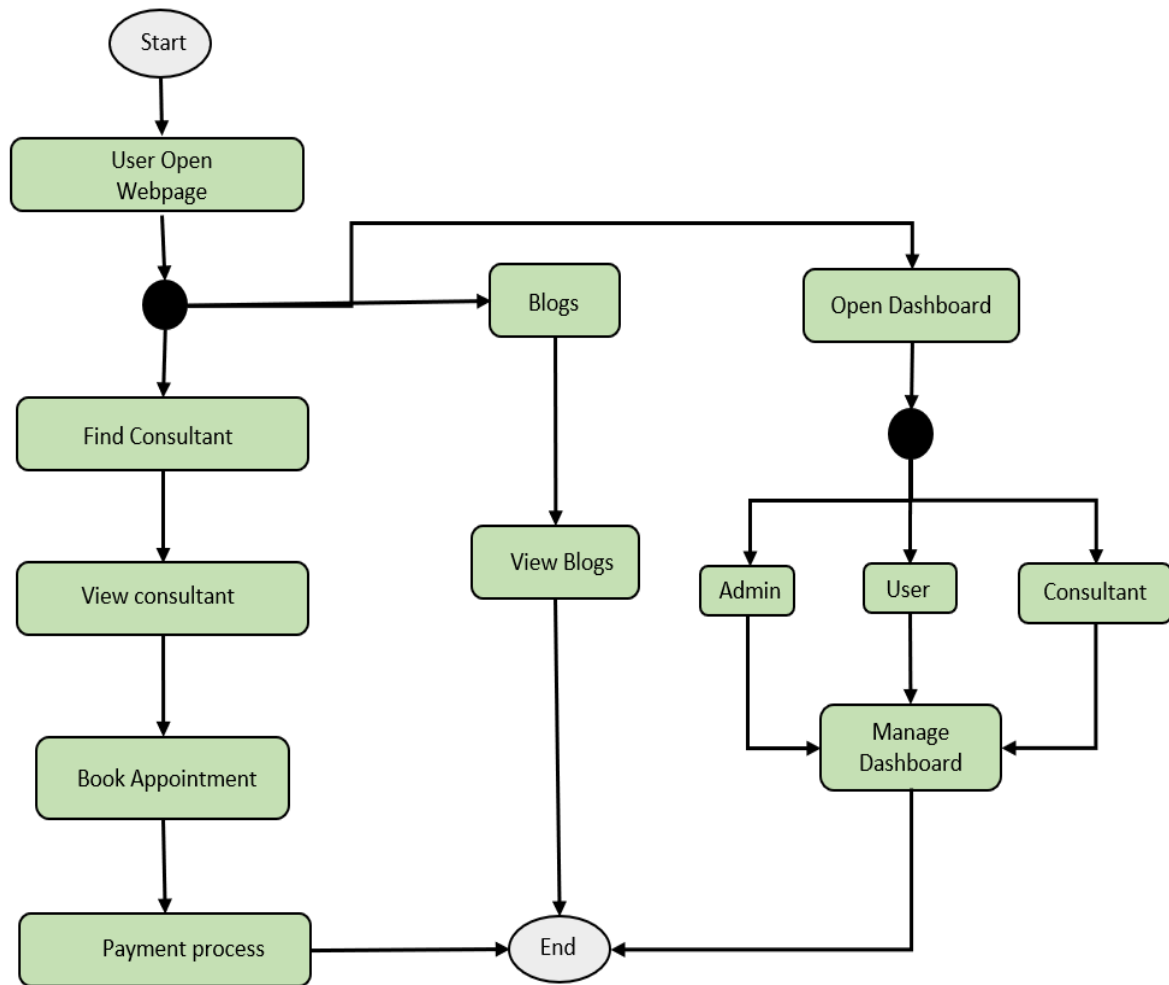 Start
User Open
Webpage
Blogs
Open Dashboard
Find Consultant
View Blogs
View consultant
Admin
User
Consultant
Manage
Dashboard
Book Appointment
Payment process
End